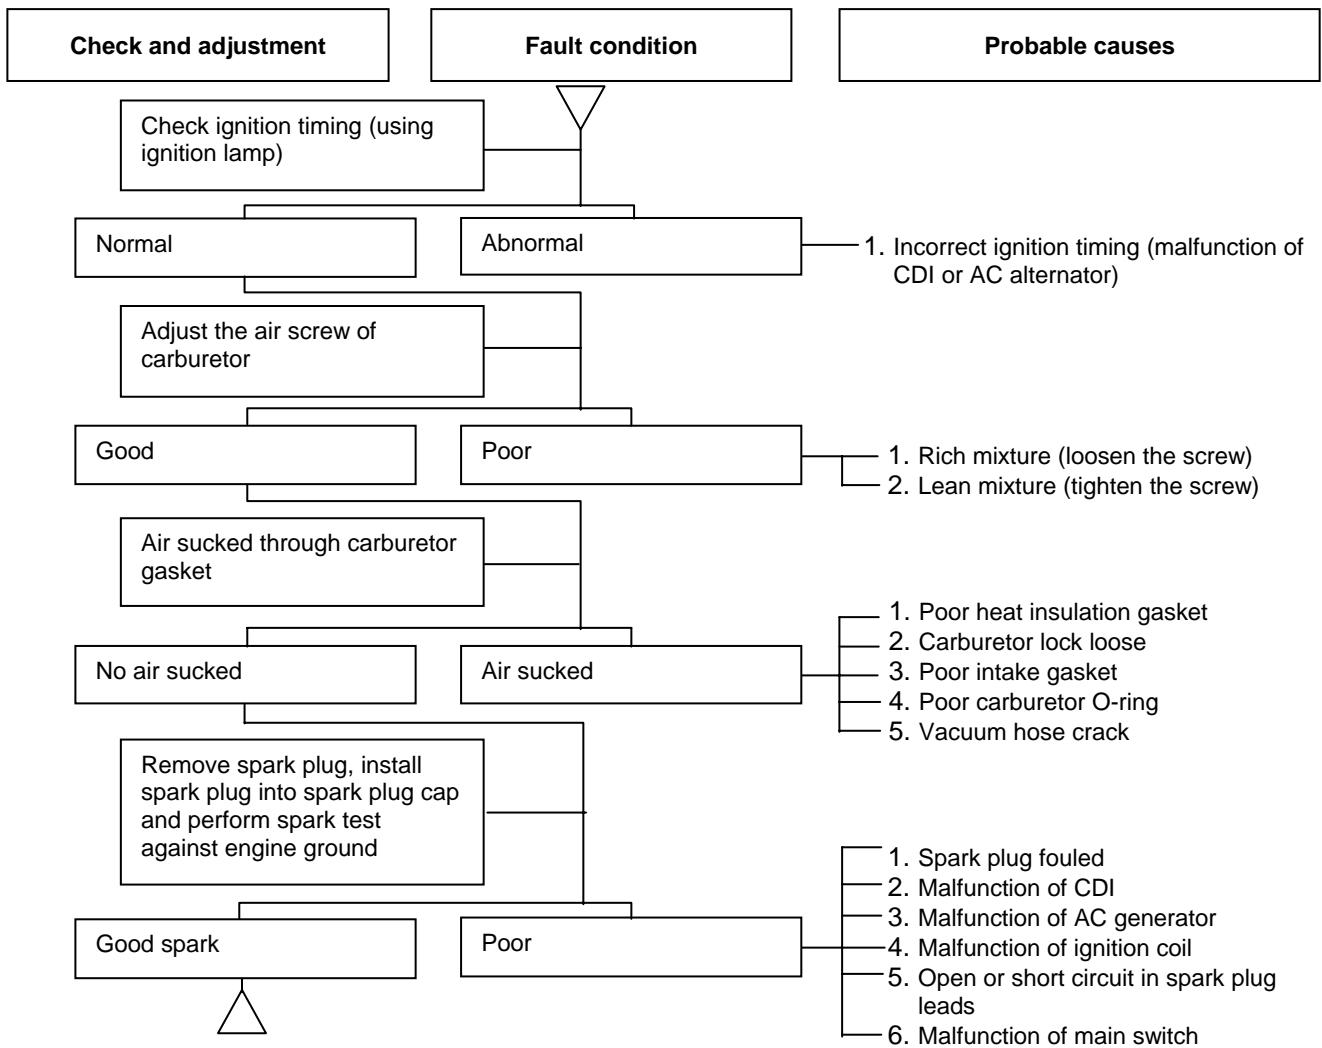 Check and adjustment
Fault condition
Probable causes
Check ignition timing (using
ignition lamp)
Normal
Abnormal
1. Incorrect ignition timing (malfunction of
CDI or AC alternator)
Adjust the air screw of
carburetor
Good
Poor
1. Rich mixture (loosen the screw)
2. Lean mixture (tighten the screw)
Air sucked through carburetor
gasket
No air sucked
Air sucked
1. Poor heat insulation gasket
2. Carburetor lock loose
3. Poor intake gasket
4. Poor carburetor O-ring
5. Vacuum hose crack
Remove spark plug, install
spark plug into spark plug cap
and perform spark test
against engine ground
Good spark
Poor
1. Spark plug fouled
2. Malfunction of CDI
3. Malfunction of AC generator
4. Malfunction of ignition coil
5. Open or short circuit in spark plug
leads
6. Malfunction of main switch